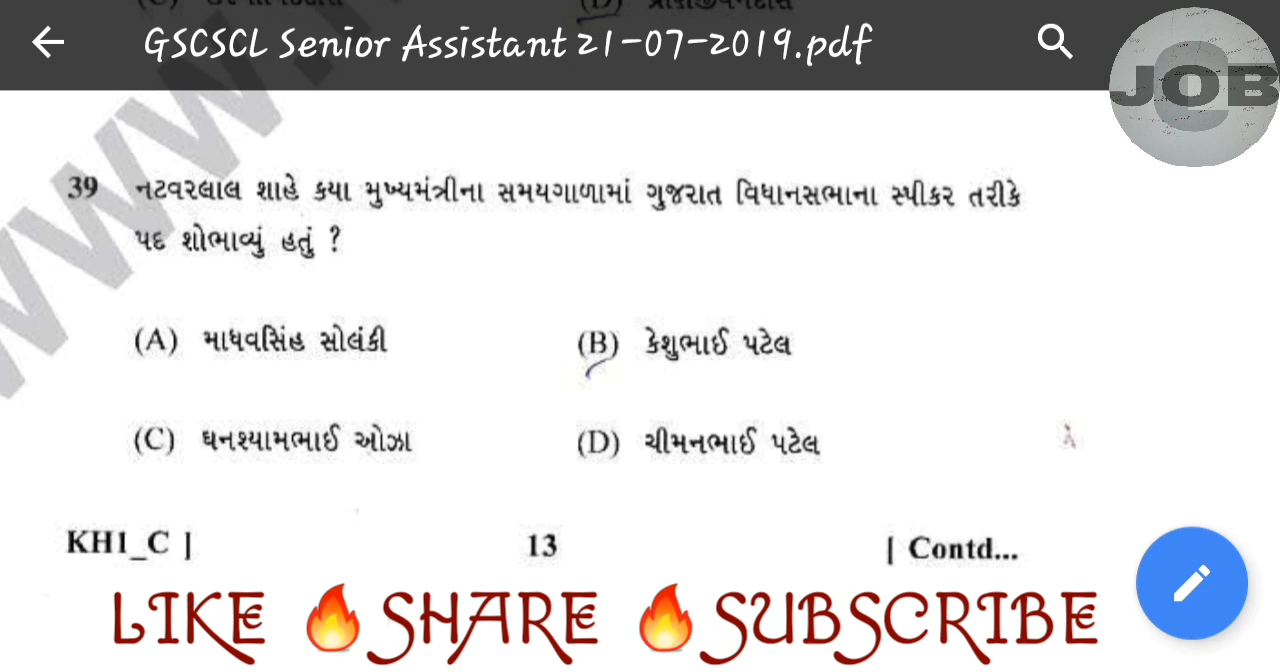 GSCSCL Senior Assistant 21-07-2019.pdf
JOB
39 નટવરલાલ શાહે કયા મુખ્યમંત્રીના સમયગાળામાં ગુજરાત વિધાનસભાના સ્પીકર તરીકે
પદ શોભાવ્યું હતું ?
(A) માધવસિંહ સોલંકી (B) કેશુભાઈ પટેલ
(C) ઘનશ્યામભાઈ ઓઝા (D) ચીમનભાઈ પટેલ
KH1_C ] 13 [ Contd...
LIKE 🔥 SHARE 🔥 SUBSCRIBE